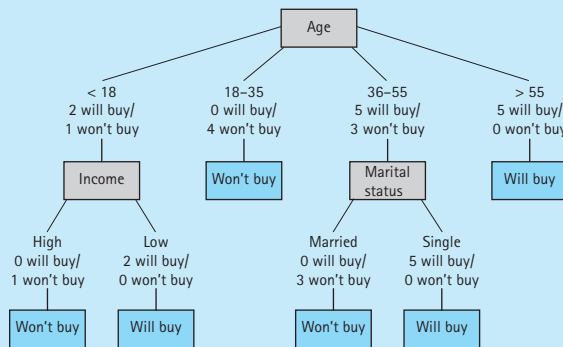 Age
< 18
2 will buy/
1 won't buy
18–35
0 will buy/
4 won't buy
36–55
5 will buy/
3 won't buy
> 55
5 will buy/
0 won't buy
Income
Won't buy
Marital
status
Will buy
High
0 will buy/
1 won't buy
Low
2 will buy/
0 won't buy
Married
0 will buy/
3 won't buy
Single
5 will buy/
0 won't buy
Won't buy
Will buy
Won't buy
Will buy